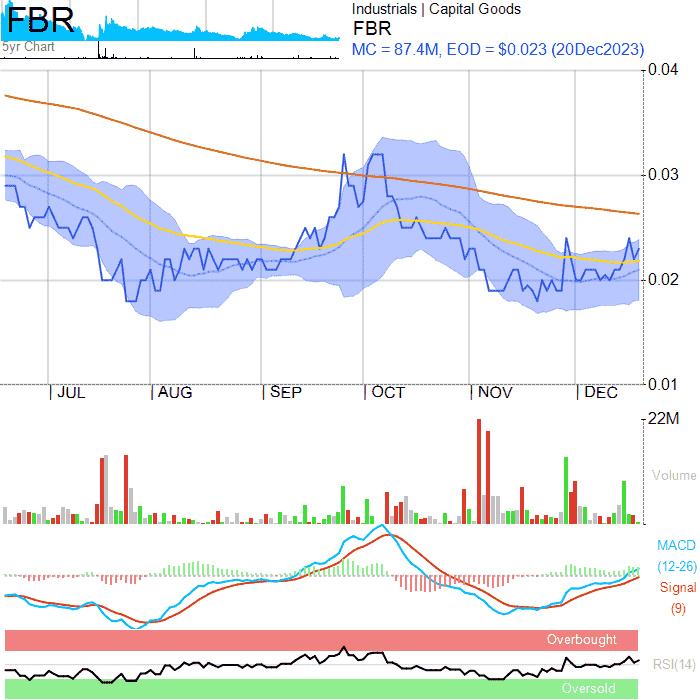 FBR
5yr Chart
Industrials | Capital Goods
FBR
MC = 87.4M, EOD = $0.023 (20Dec2023)
0.04
0.03
0.02
0.01
JUL AUG SEP OCT NOV DEC
22M
Volume
MACD
(12-26)
Signal
(9)
Overbought
RSI(14)
Oversold